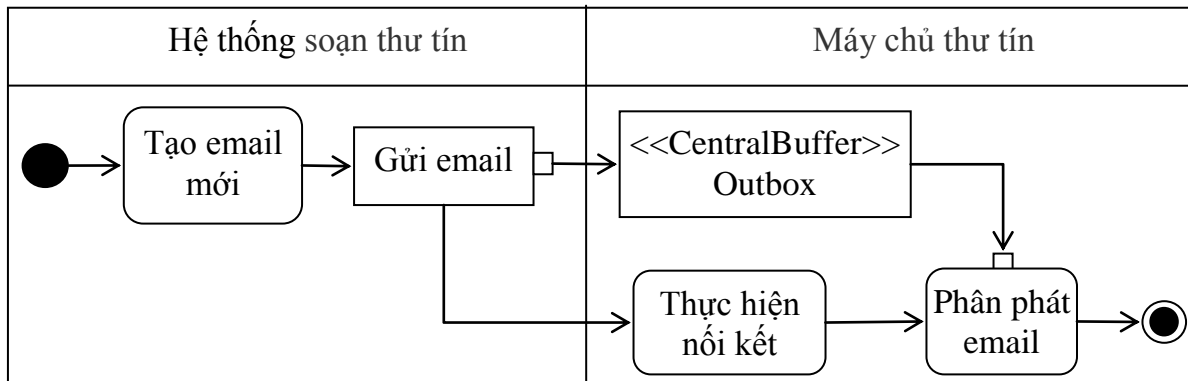 Hệ thống soạn thư tín
Máy chủ thư tín
Tạo email
mới
Gửi email
<<CentralBuffer>>
Outbox
Thực hiện
nối kết
Phân phát
email